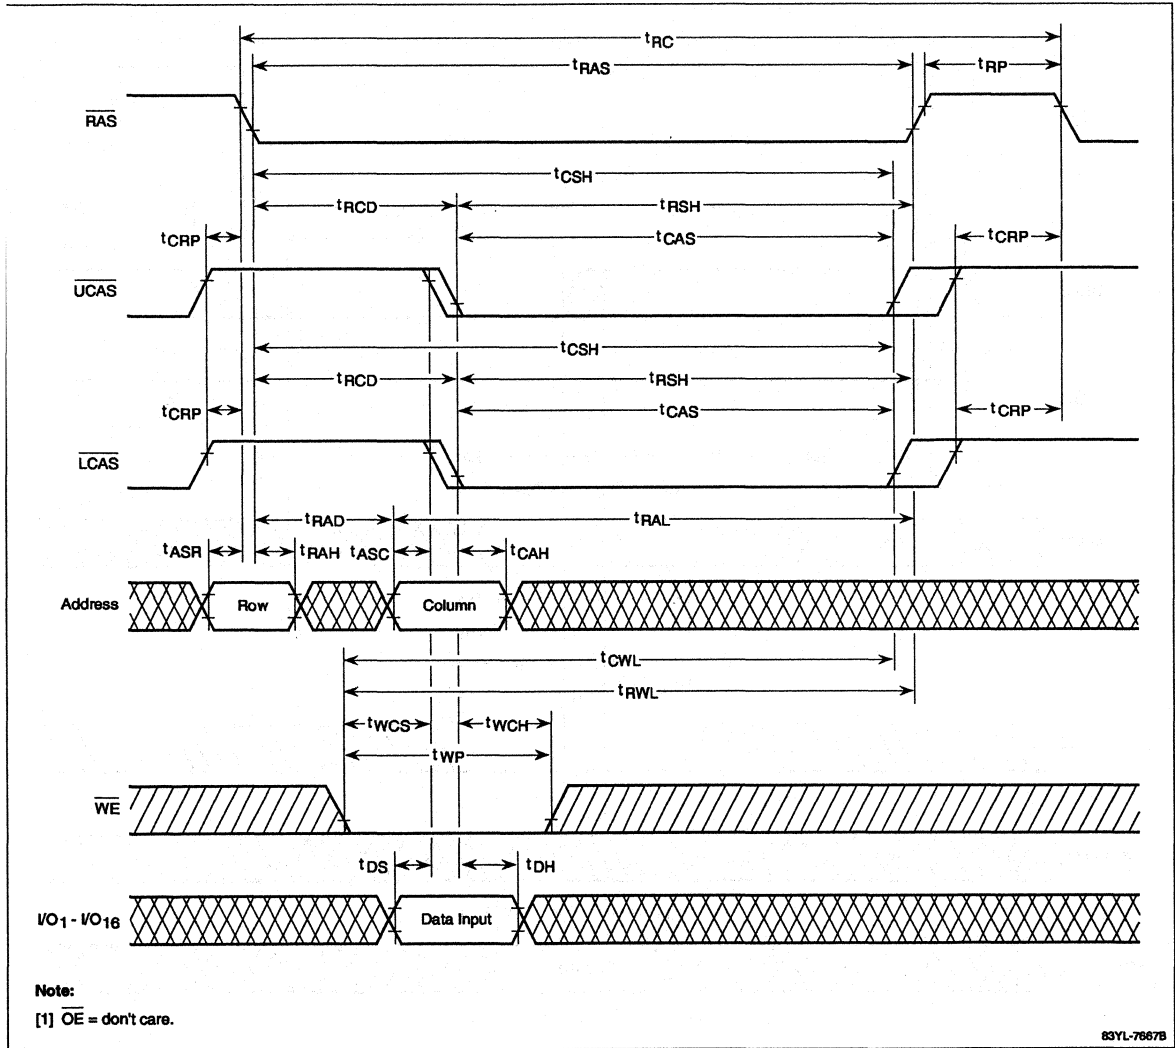 tRC
tRAS
tRP
RAS
tCSH
tRCD
tRSH
tCRP
tCAS
tCRP
UCAS
tCSH
tRCD
tRSH
tCRP
tCAS
tCRP
LCAS
tRAD
tRAL
tASR
tRAH
tASC
tCAH
Address
Row
Column
tCWL
tRWL
tWCS
tWCH
tWP
WE
tDS
tDH
I/O1 - I/O16
Data Input
Note:
[1] OE = don't care.
83YL-7667B